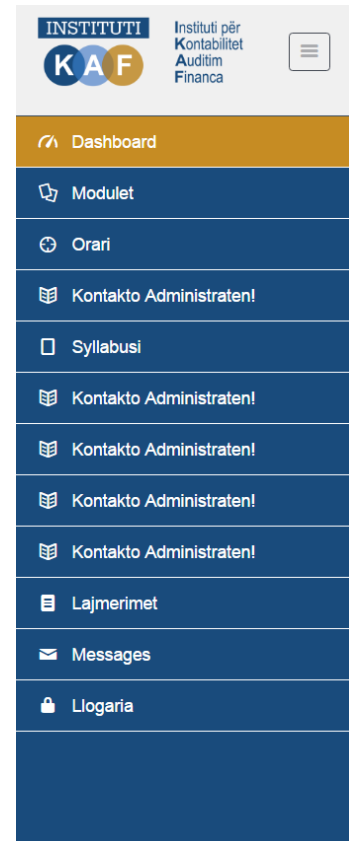 INSTITUTI
KAF
Instituti për
Kontabilitet
Auditim
Financa
Dashboard
Modulet
Orari
Kontakto Administraten!
Syllabusi
Kontakto Administraten!
Kontakto Administraten!
Kontakto Administraten!
Kontakto Administraten!
Lajmerimet
Messages
Llogaria